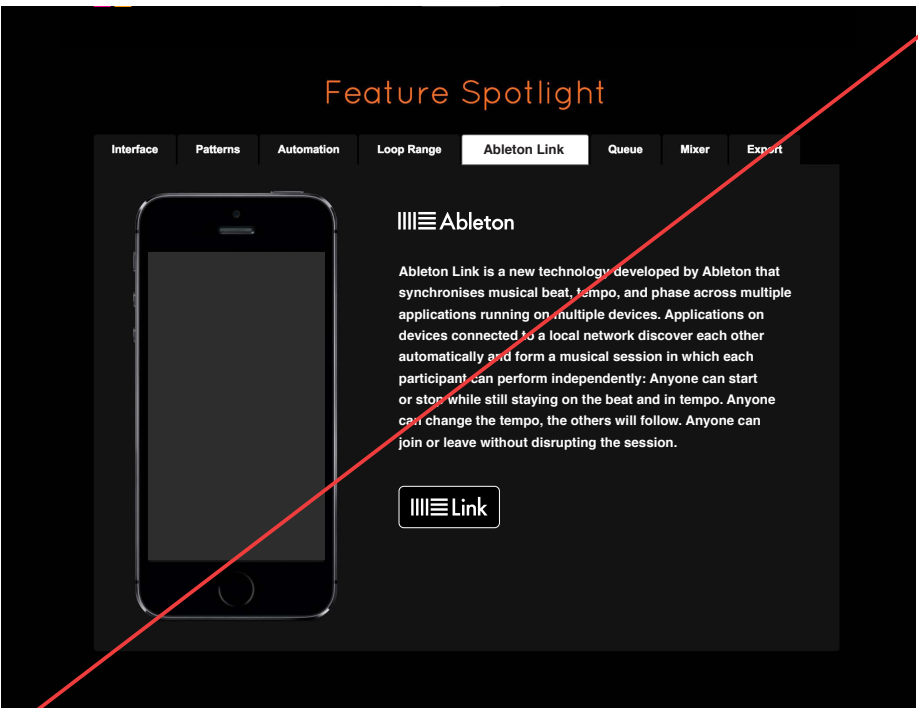 Feature Spotlight
Interface Patterns Automation Loop Range Ableton Link Queue Mixer Export
Ableton
Ableton Link is a new technology developed by Ableton that
synchronises musical beat, tempo, and phase across multiple
applications running on multiple devices. Applications on
devices connected to a local network discover each other
automatically and form a musical session in which each
participant can perform independently: Anyone can start
or stop while still staying on the beat and in tempo. Anyone
can change the tempo, the others will follow. Anyone can
join or leave without disrupting the session.
Link